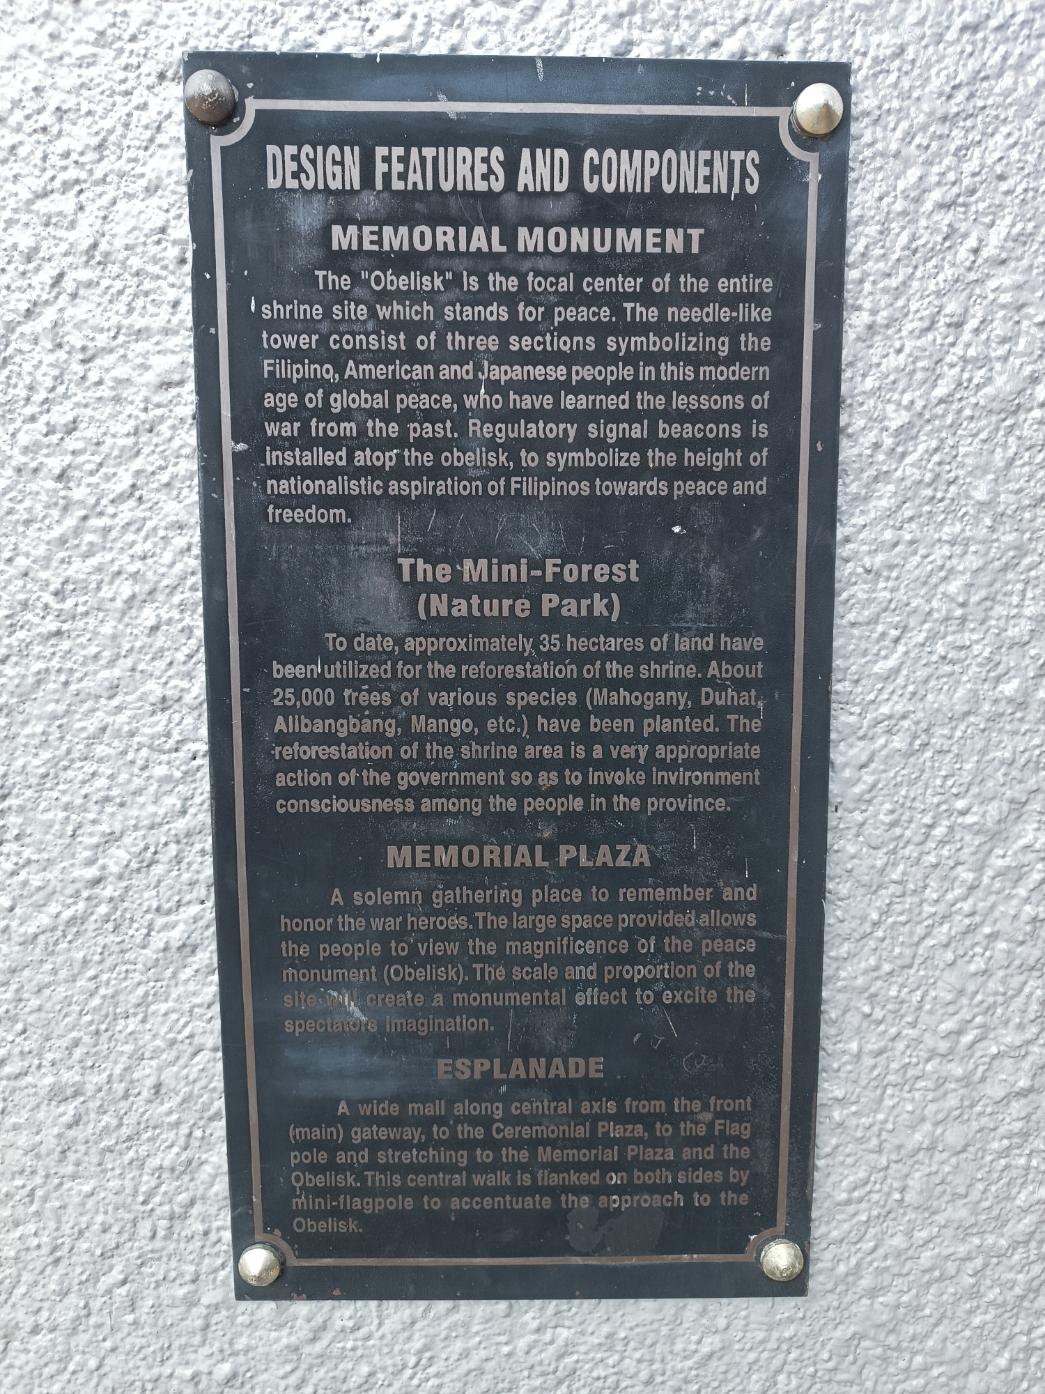 DESIGN FEATURES AND COMPONENTS
MEMORIAL MONUMENT
The "Obelisk" is the focal center of the entire
shrine site which stands for peace. The needle-like
tower consist of three sections symbolizing the
Filipino, American and Japanese people in this modern
age of global peace, who have learned the lessons of
war from the past. Regulatory signal beacons is
installed atop the obelisk, to symbolize the height of
nationalistic aspiration of Filipinos towards peace and
freedom.
The Mini-Forest
(Nature Park)
To date, approximately 35 hectares of land have
been utilized for the reforestation of the shrine. About
25,000 trees of various species (Mahogany, Duhat,
Alibangbang, Mango, etc.) have been planted. The
reforestation of the shrine area is a very appropriate
action of the government so as to invoke invironment
consciousness among the people in the province.
MEMORIAL PLAZA
A solemn gathering place to remember and
honor the war heroes. The large space provided allows
the people to view the magnificence of the peace
monument (Obelisk). The scale and proportion of the
site will create a monumental effect to excite the
spectators imagination.
ESPLANADE
A wide mall along central axis from the front
(main) gateway, to the Ceremonial Plaza, to the Flag
pole and stretching to the Memorial Plaza and the
Obelisk. This central walk is flanked on both sides by
mini-flagpole to accentuate the approach to the
Obelisk.